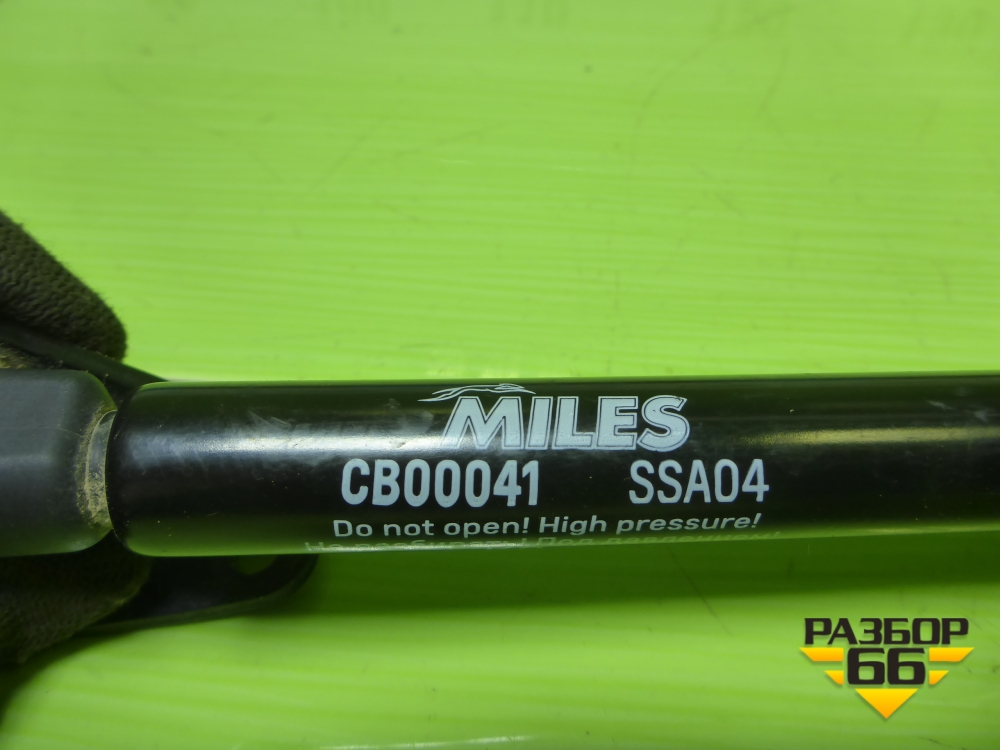 MILES
CB00041 SSA04
Do not open! High pressure!
РАЗБОР
66